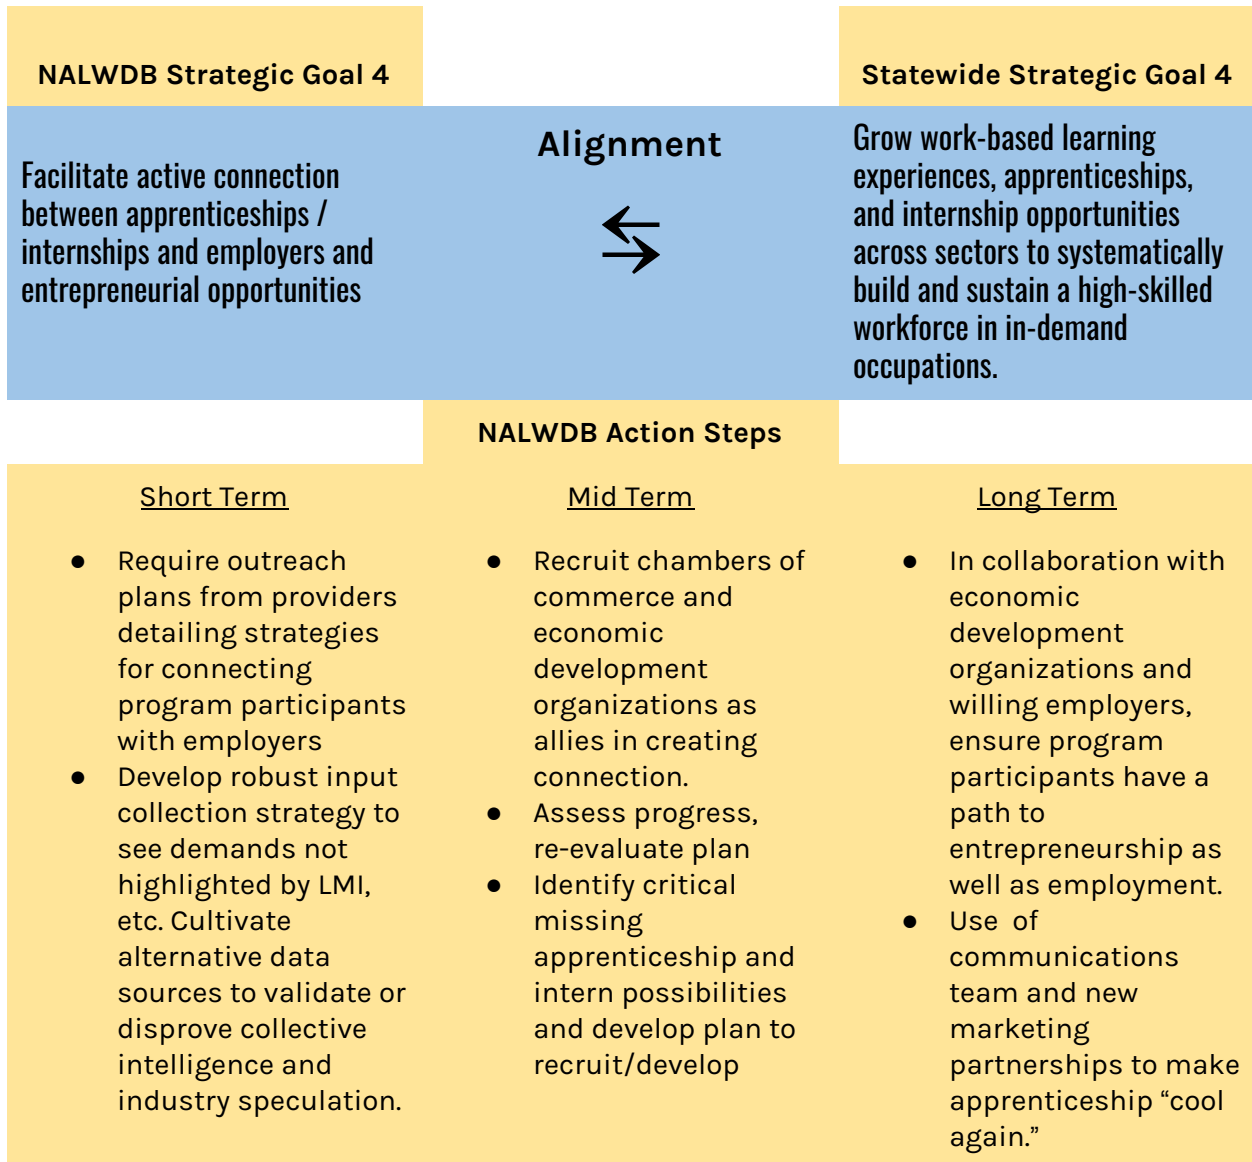 NALWDB Strategic Goal 4
Statewide Strategic Goal 4
Facilitate active connection
between apprenticeships /
internships and employers and
entrepreneurial opportunities
Alignment
Grow work-based learning
experiences, apprenticeships,
and internship opportunities
across sectors to systematically
build and sustain a high-skilled
workforce in in-demand
occupations.
NALWDB Action Steps
Short Term
● Require outreach
plans from providers
detailing strategies
for connecting
program participants
with employers
● Develop robust input
collection strategy to
see demands not
highlighted by LMI,
etc. Cultivate
alternative data
sources to validate or
disprove collective
intelligence and
industry speculation.
Mid Term
● Recruit chambers of
commerce and
economic
development
organizations as
allies in creating
connection.
● Assess progress,
re-evaluate plan
● Identify critical
missing
apprenticeship and
intern possibilities
and develop plan to
recruit/develop
Long Term
● In collaboration with
economic
development
organizations and
willing employers,
ensure program
participants have a
path to
entrepreneurship as
well as employment.
● Use of
communications
team and new
marketing
partnerships to make
apprenticeship “cool
again.”